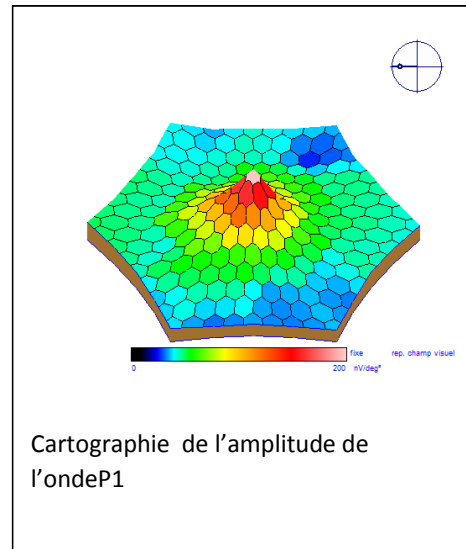 fixe rep. champ visuel
0 200 nV/deg²
Cartographie de l'amplitude de
l'ondeP1